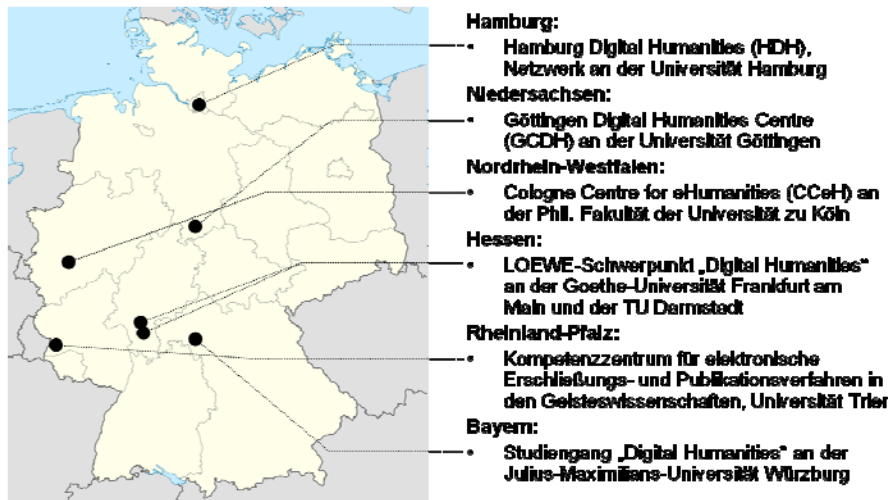 Hamburg:
• Hamburg Digital Humanities (HDH),
Netzwerk an der Universität Hamburg
Niedersachsen:
• Göttingen Digital Humanities Centre
(GCDH) an der Universität Göttingen
Nordrhein-Westfalen:
• Cologne Centre for eHumanities (CCeH) an
der Phil. Fakultät der Universität zu Köln
Hessen:
• LOEWE-Schwerpunkt „Digital Humanities“
an der Goethe-Universität Frankfurt am
Main und der TU Darmstadt
Rheinland-Pfalz:
• Kompetenzzentrum für elektronische
Erschließungs- und Publikationsverfahren in
den Geisteswissenschaften, Universität Trier
Bayern:
• Studiengang „Digital Humanities“ an der
Julius-Maximilians-Universität Würzburg